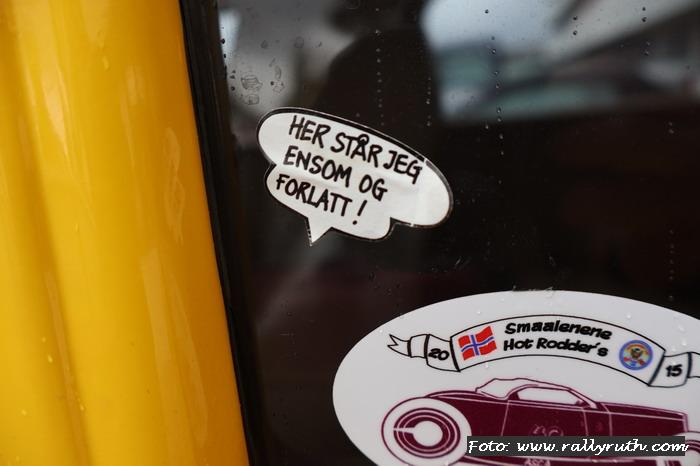 HER STÅR JEG
ENSOM OG
FORLATT!
Smaalenene
Hot Rodder's
20
15
Foto: www.rallyruth.com